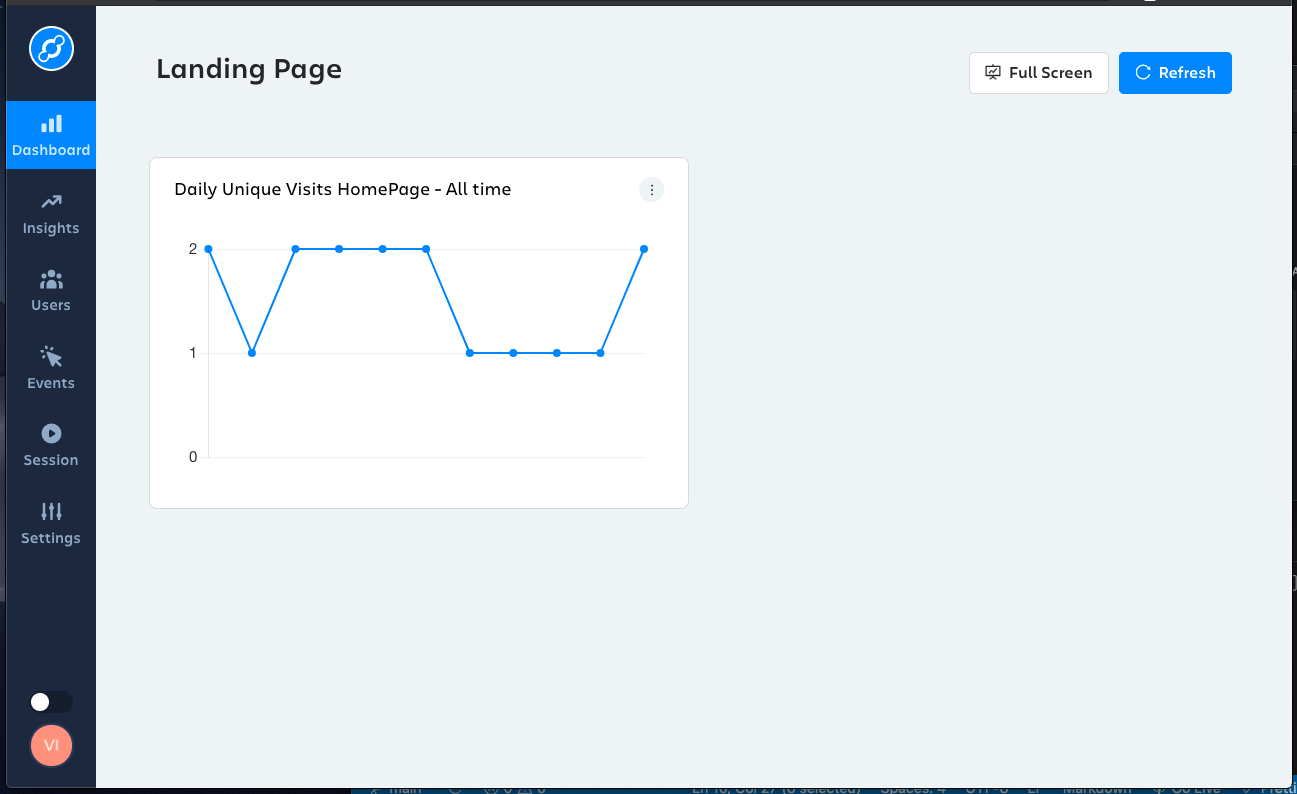 Landing Page
Full Screen
Refresh
Dashboard
Insights
Users
Events
Session
Settings
VI
Daily Unique Visits HomePage - All time
2
1
0